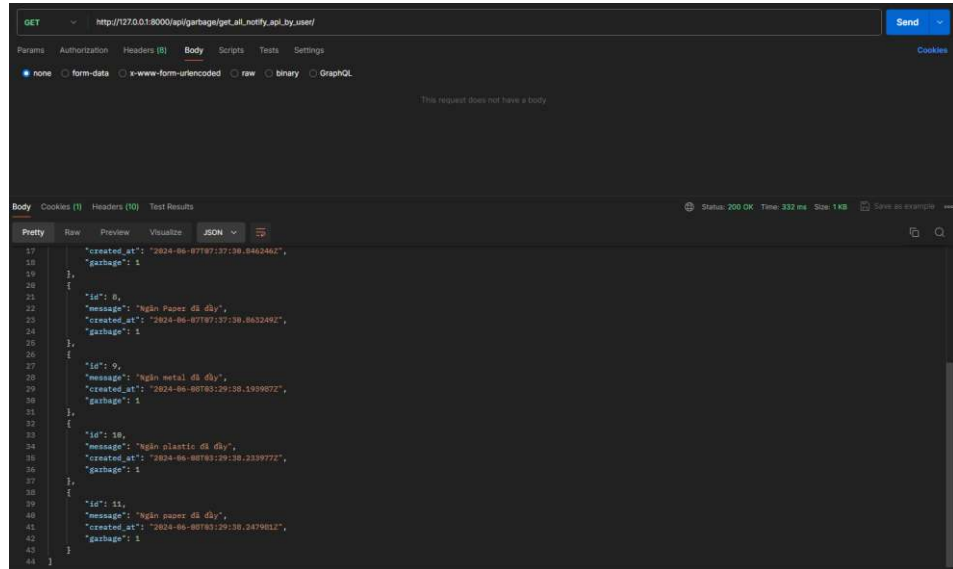 GET http://127.0.0.1:8000/api/garbage/get_all_notify_api_by_user/ Send
Params Authorization Headers (8) Body Scripts Tests Settings Cookies
none form-data x-www-form-urlencoded raw binary GraphQL
This request does not have a body
Body Cookies (1) Headers (10) Test Results Status: 200 OK Time: 332 ms Size: 1 KB Save as example
Pretty Raw Preview Visualize JSON
17 "created_at": "2024-06-07T07:37:30.846246Z",
18 "garbage": 1
19 },
20 {
21 "id": 8,
22 "message": "Ngăn Paper đã đầy",
23 "created_at": "2024-06-07T07:37:30.863249Z",
24 "garbage": 1
25 },
26 {
27 "id": 9,
28 "message": "Ngăn metal đã đầy",
29 "created_at": "2024-06-08T03:29:38.193987Z",
30 "garbage": 1
31 },
32 {
33 "id": 10,
34 "message": "Ngăn plastic đã đầy",
35 "created_at": "2024-06-08T03:29:38.233977Z",
36 "garbage": 1
37 },
38 {
39 "id": 11,
40 "message": "Ngăn paper đã đầy",
41 "created_at": "2024-06-08T03:29:38.247981Z",
42 "garbage": 1
43 }
44 ]